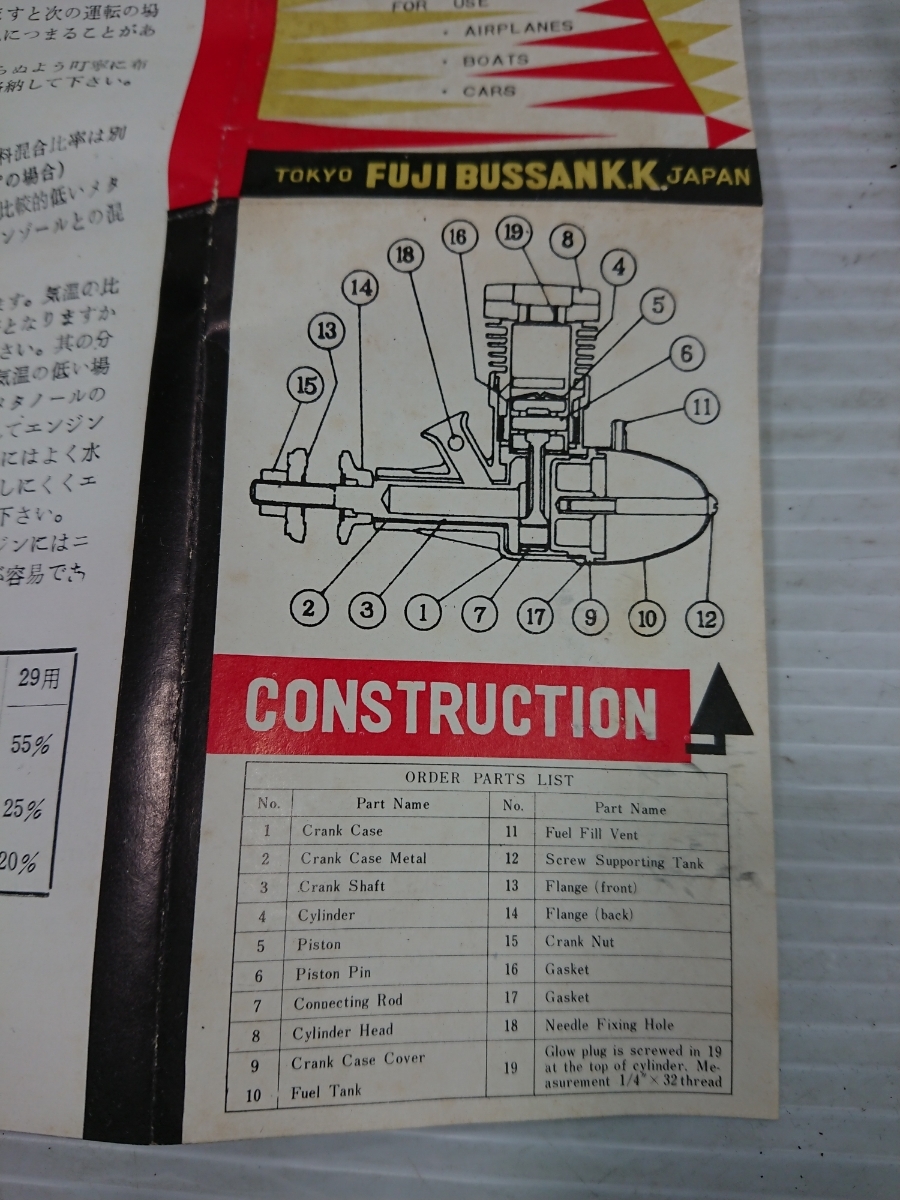 ますと次の運転の場
につまることがあ
らぬよう叮寧に布
納して下さい。
料混合比率は別
の場合)
比較的低いメタ
ンゾールとの混
ます。気温の比
となりますか
さい。其の分
気温の低い場
タノールの
てエンジン
にはよく水
しにくくエ
下さい。
ジンにはニ
が容易でき
29用
55%
25%
20%
FOR USE
・AIRPLANES
・BOATS
・CARS
TOKYO FUJI BUSSAN K.K. JAPAN
16 19 8
18 4
14 5
13 6
15 11
2 3 1 7 17 9 10 12
CONSTRUCTION
ORDER PARTS LIST
No. Part Name No. Part Name
1 Crank Case 11 Fuel Fill Vent
2 Crank Case Metal 12 Screw Supporting Tank
3 Crank Shaft 13 Flange (front)
4 Cylinder 14 Flange (back)
5 Piston 15 Crank Nut
6 Piston Pin 16 Gasket
7 Connecting Rod 17 Gasket
8 Cylinder Head 18 Needle Fixing Hole
9 Crank Case Cover 19 Glow plug is screwed in 19
at the top of cylinder. Me-
asurement 1/4"×32 thread
10 Fuel Tank